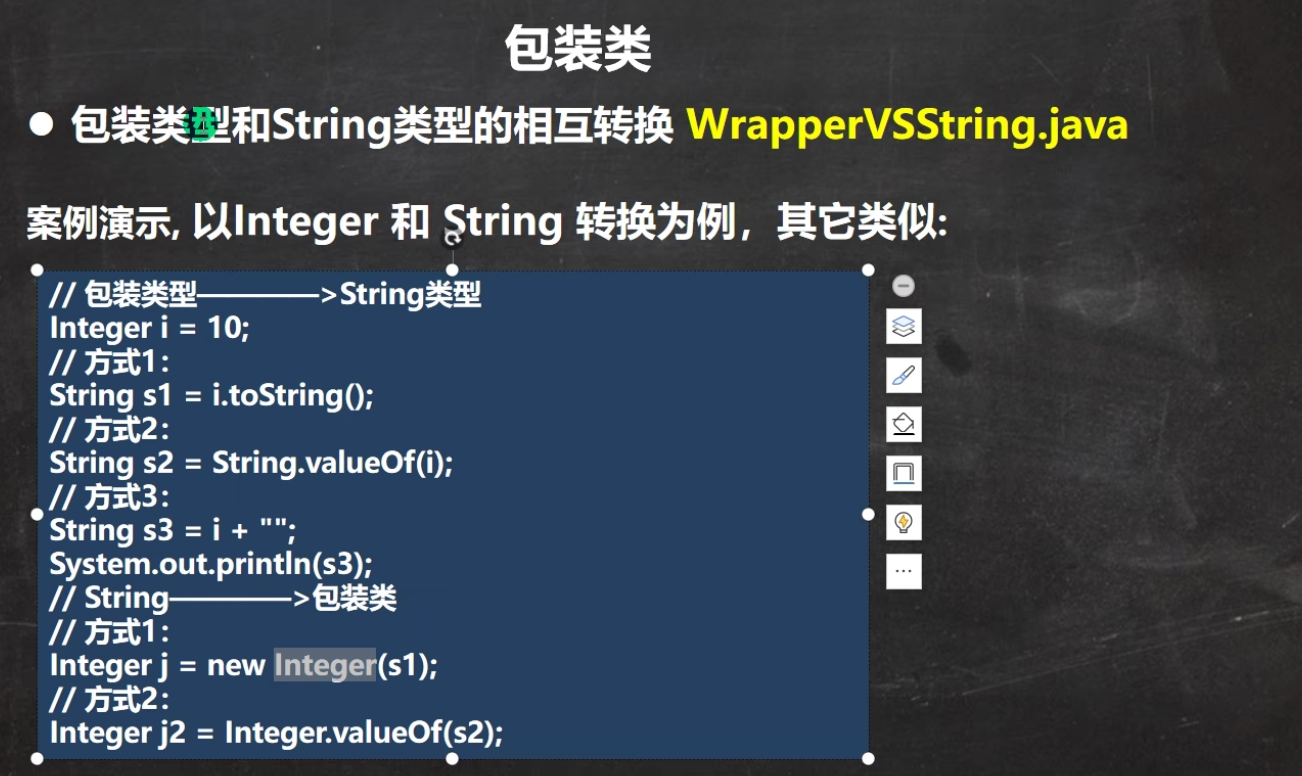 包装类
包装类型和String类型的相互转换 WrapperVSString.java
案例演示, 以Integer 和 String 转换为例，其它类似:
// 包装类型————>String类型
Integer i = 10;
// 方式1：
String s1 = i.toString();
// 方式2：
String s2 = String.valueOf(i);
// 方式3：
String s3 = i + "";
System.out.println(s3);
// String————>包装类
// 方式1：
Integer j = new Integer(s1);
// 方式2：
Integer j2 = Integer.valueOf(s2);